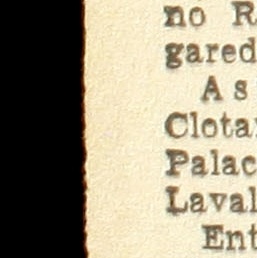 no R
gared
A s
Clota
Palac
Laval
Ent